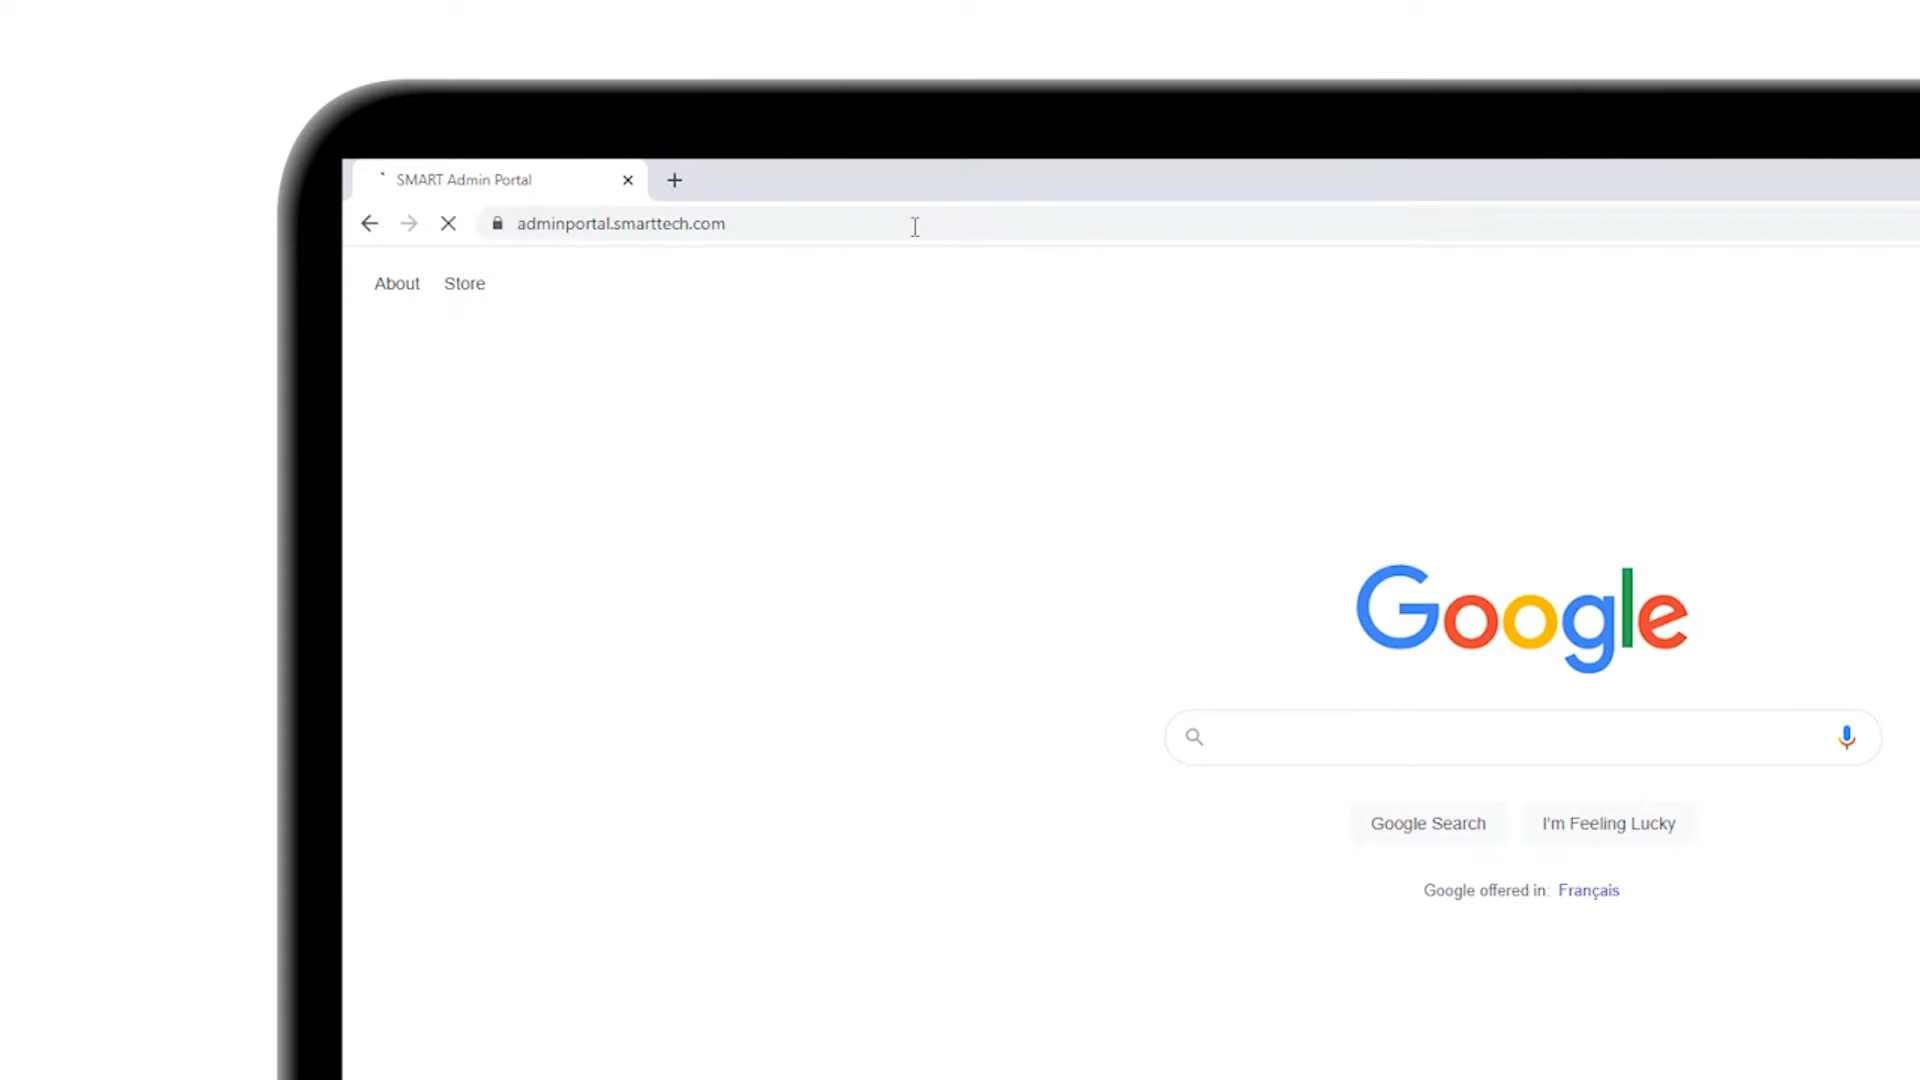 SMART Admin Portal
adminportal.smarttech.com
About Store
Google
Google Search I'm Feeling Lucky
Google offered in: Français